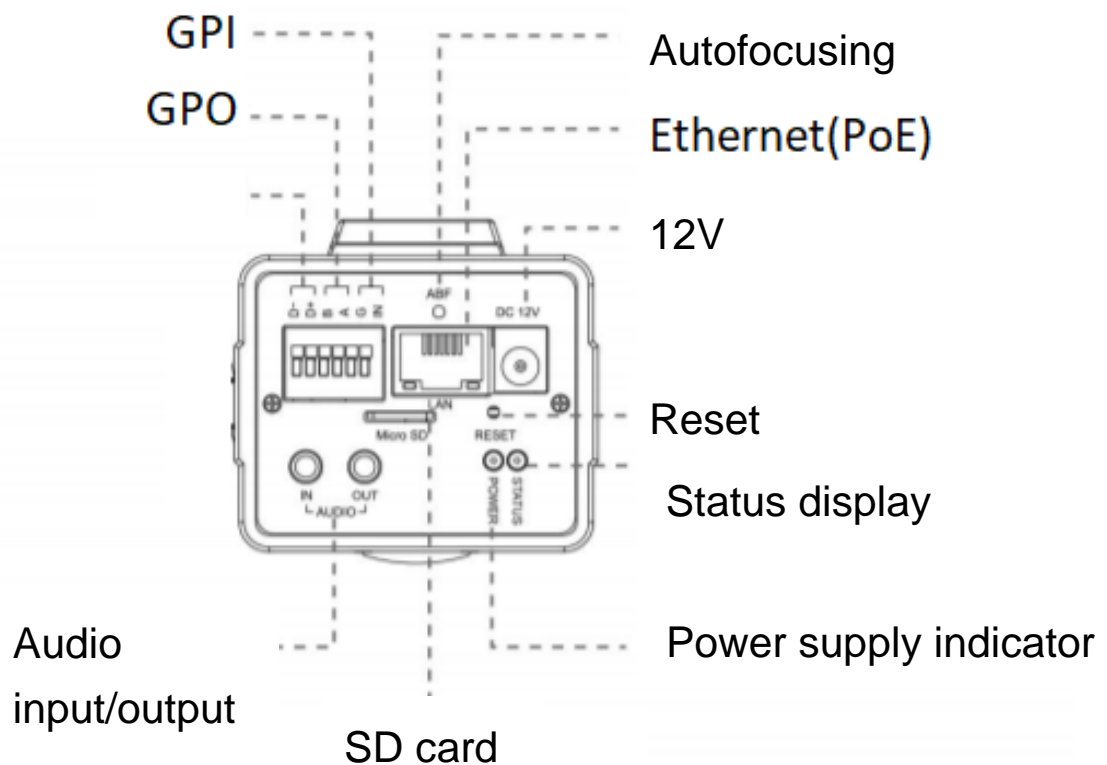 GPI
Autofocusing
GPO
Ethernet(PoE)
12V
D- D+ B A G IN
ABF
DC 12V
LAN
Micro SD
RESET
Reset
IN OUT
AUDIO
POWER
STATUS
Status display
Audio
input/output
Power supply indicator
SD card